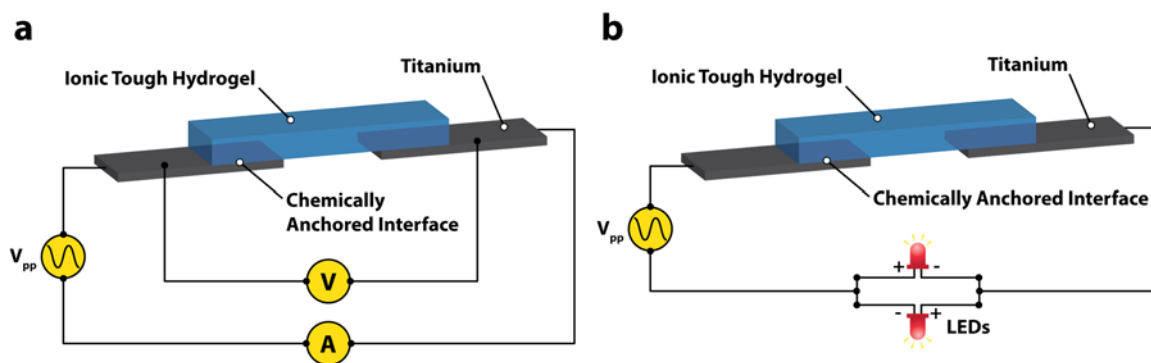 a
Ionic Tough Hydrogel
Titanium
Chemically
Anchored Interface
Vpp
V
A
b
Ionic Tough Hydrogel
Titanium
Chemically Anchored Interface
Vpp
+ -
- +
LEDs